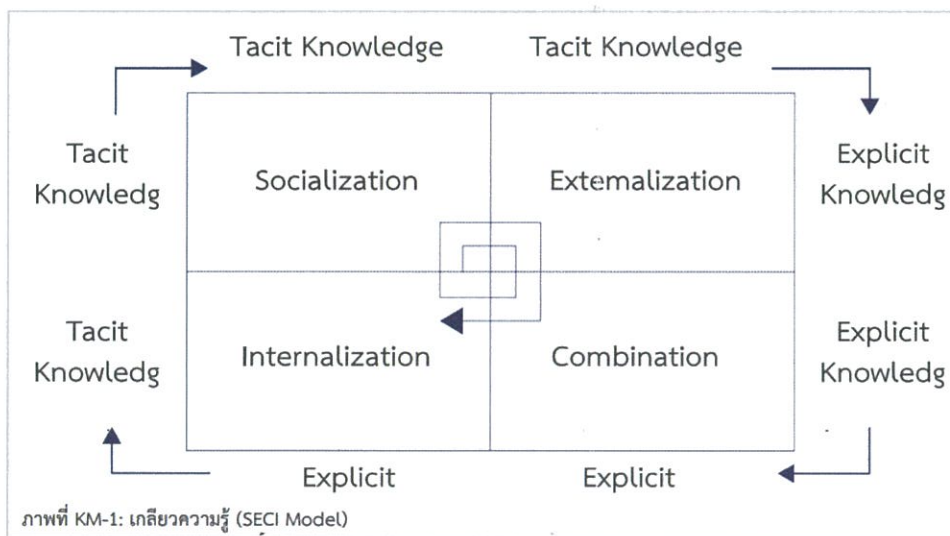 Tacit Knowledge Tacit Knowledge
Tacit
Knowledg
Socialization
Extemalization
Explicit
Knowledg
Tacit
Knowledg
Internalization
Combination
Explicit
Knowledg
Explicit Explicit
ภาพที่ KM-1: เกลียวความรู้ (SECI Model)